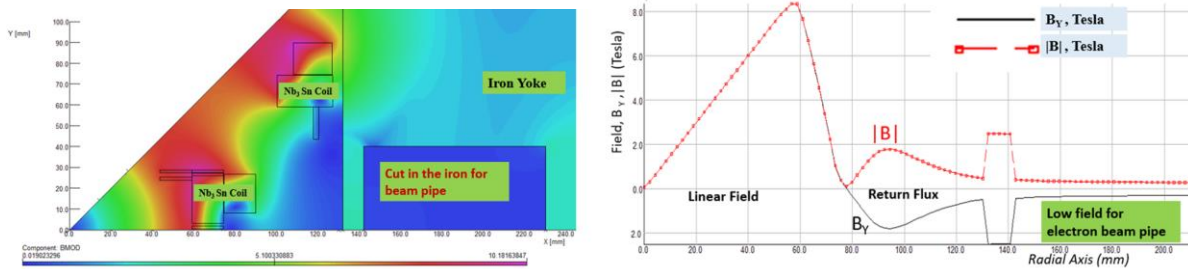 Y [mm]
100.0
90.0
80.0
70.0
60.0
50.0
40.0
30.0
20.0
10.0
0.0
Nb3 Sn Coil
Iron Yoke
Nb3 Sn Coil
Cut in the iron for
beam pipe
0.0 20.0 40.0 60.0 80.0 100.0 120.0 140.0 160.0 180.0 200.0 240.0
X [mm]
Component: BMOD
0.019023296 5.100330883 10.18163847
Field, BY , |B| (Tesla)
8.0
6.0
4.0
2.0
0.0
2.0
BY , Tesla
|B| , Tesla
|B|
Linear Field
Return Flux
BY
Low field for
electron beam pipe
0.0 20.0 40.0 60.0 80.0 100.0 120.0 140.0 160.0
Radial Axis (mm) 200.0